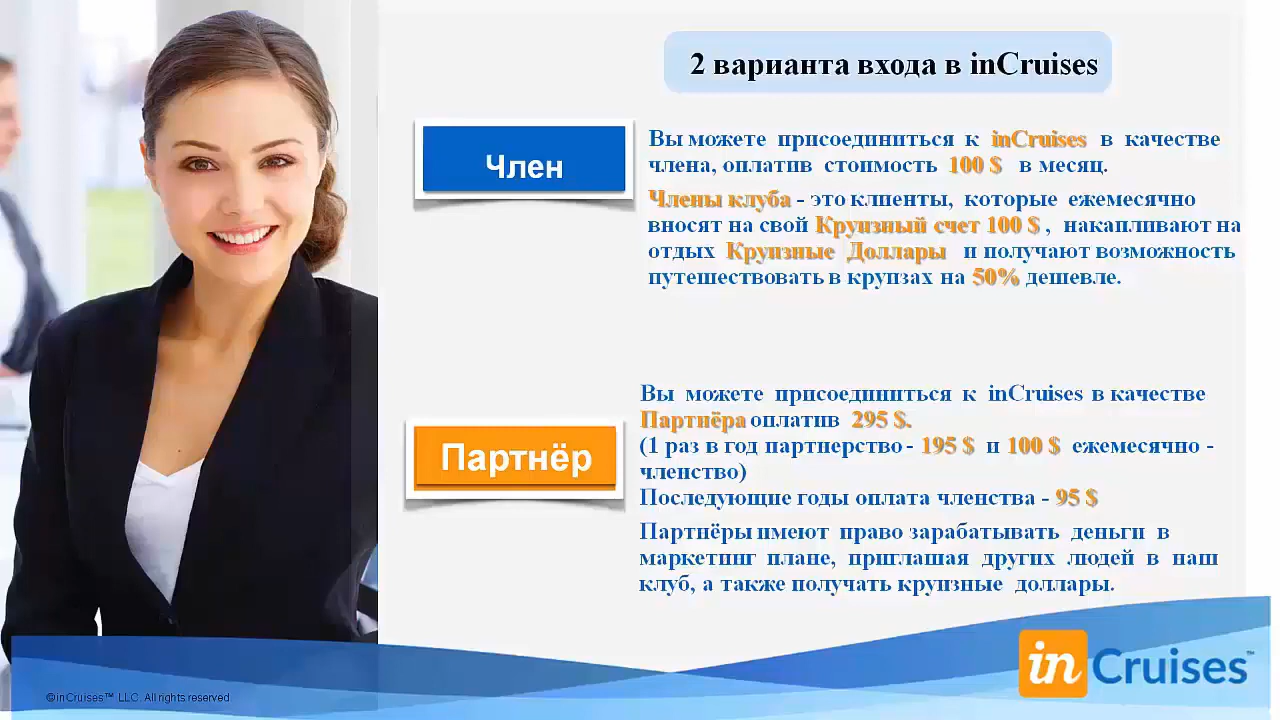 2 варианта входа в inCruises
Член
Вы можете присоединиться к inCruises в качестве
члена, оплатив стоимость 100 $ в месяц.
Члены клуба - это клиенты, которые ежемесячно
вносят на свой Круизный счет 100 $ , накапливают на
отдых Круизные Доллары и получают возможность
путешествовать в круизах на 50% дешевле.
Партнёр
Вы можете присоединиться к inCruises в качестве
Партнёра оплатив 295 $.
(1 раз в год партнерство - 195 $ и 100 $ ежемесячно -
членство)
Последующие годы оплата членства - 95 $
Партнёры имеют право зарабатывать деньги в
маркетинг плане, приглашая других людей в наш
клуб, а также получать круизные доллары.
©inCruises™ LLC. All rights reserved
inCruises™